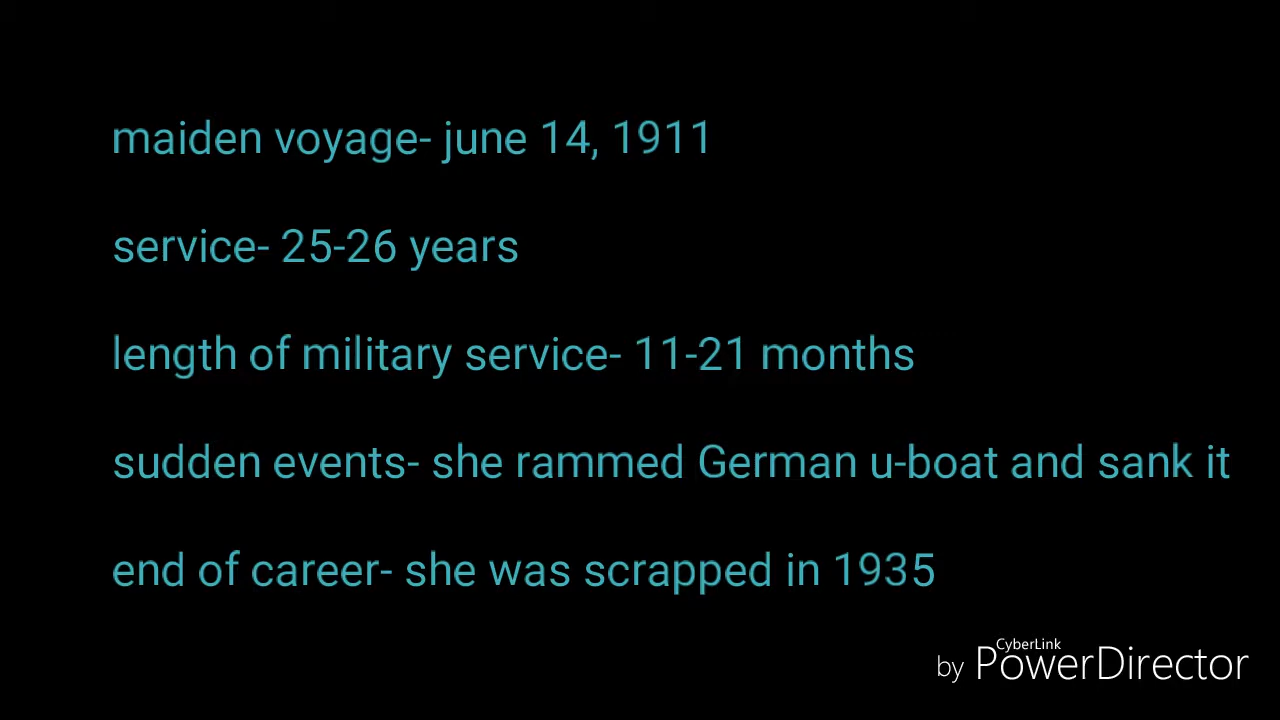 maiden voyage- june 14, 1911
service- 25-26 years
length of military service- 11-21 months
sudden events- she rammed German u-boat and sank it
end of career- she was scrapped in 1935
CyberLink
by PowerDirector